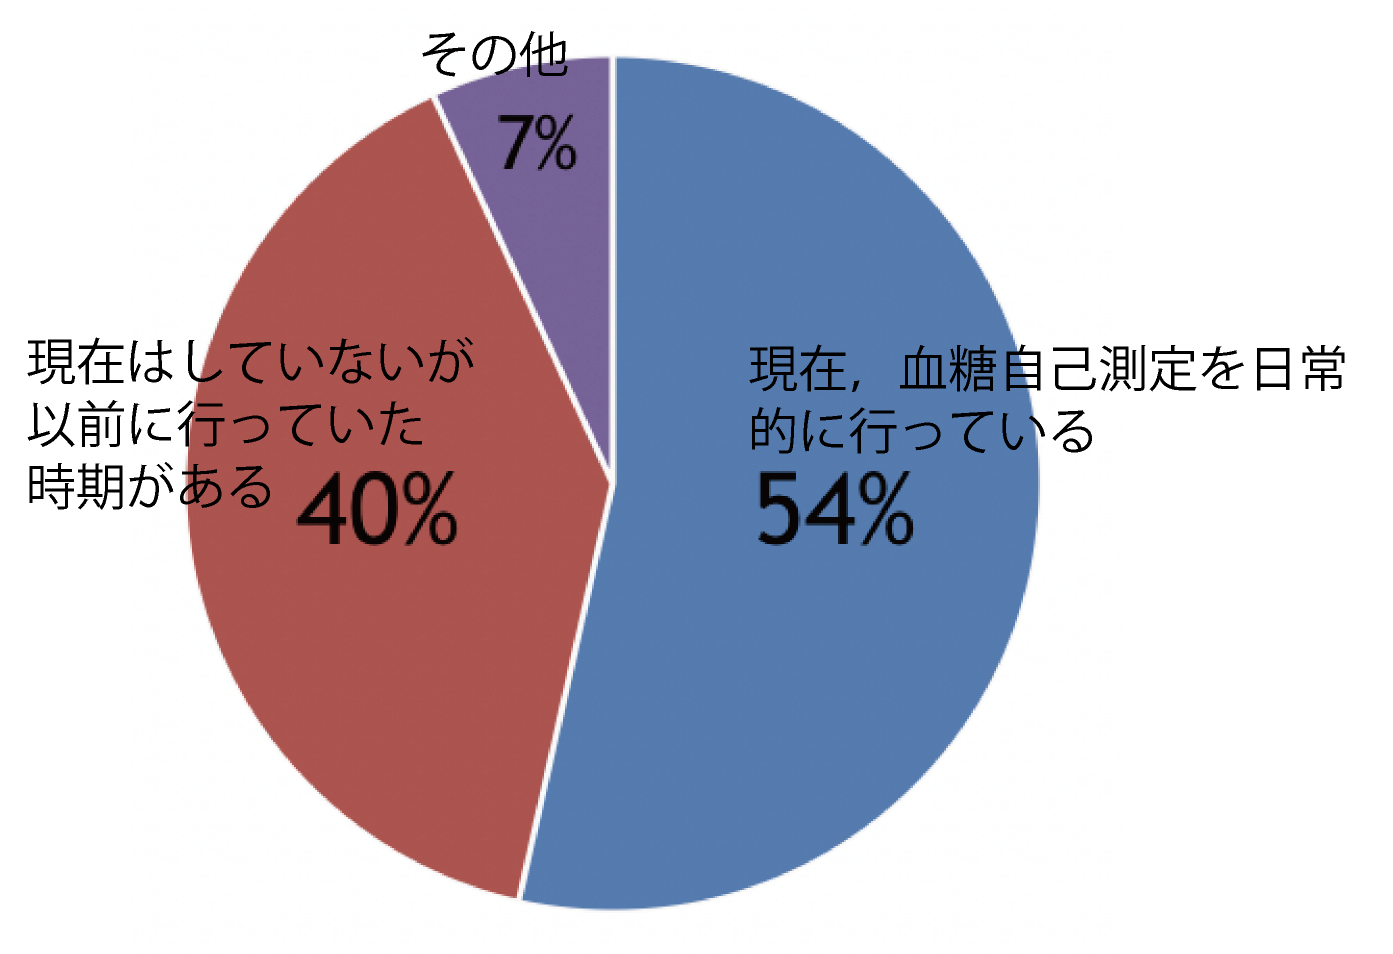 その他
7%
現在はしていないが
以前に行っていた
時期がある
40%
現在，血糖自己測定を日常
的に行っている
54%